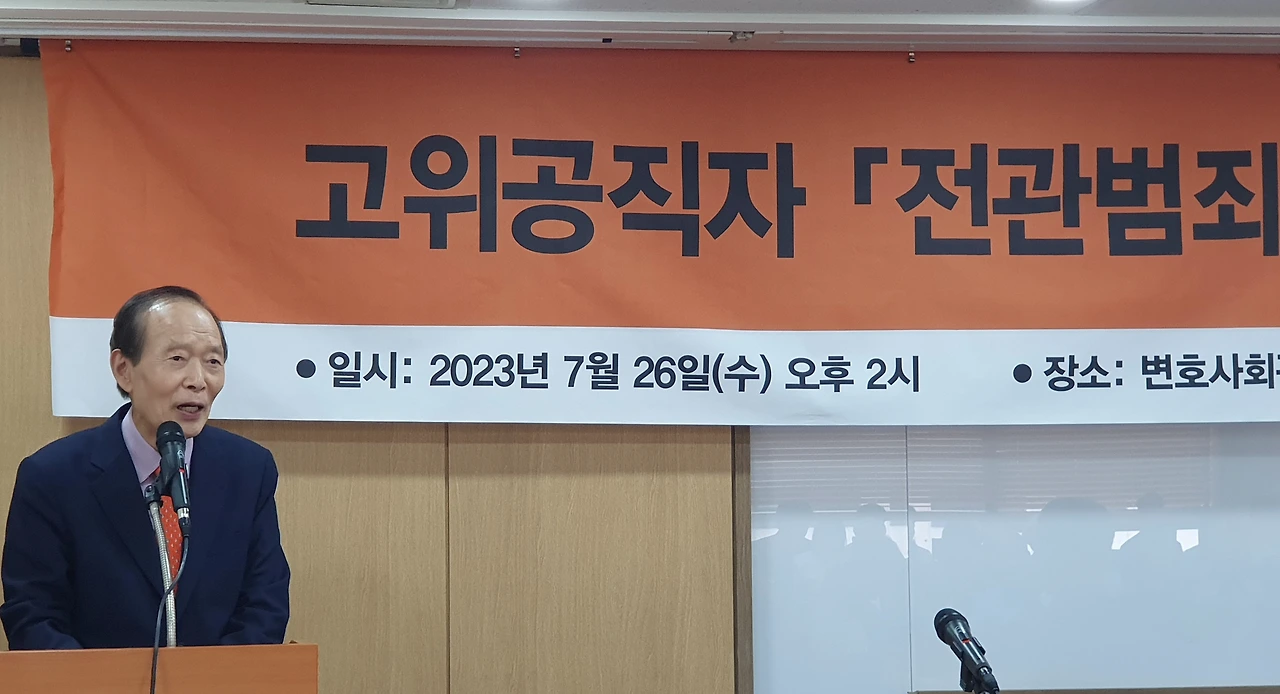 고위공직자 「전관범죄
● 일시: 2023년 7월 26일(수) 오후 2시 ● 장소: 변호사회